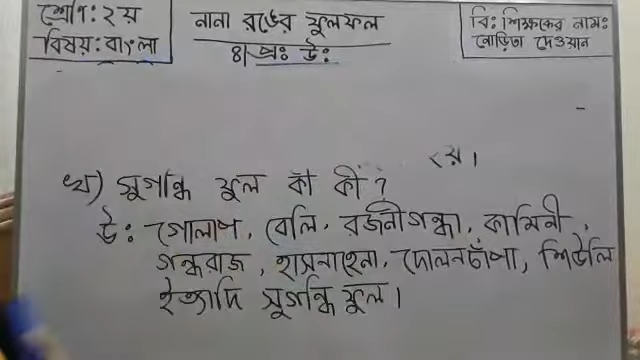 শ্রেণি: ২য়
বিষয়: বাংলা
নানা রঙের ফুলফল
৪। প্রঃ উঃ
বি: শিক্ষকের নাম:
দেওয়ান
২য়।
খ) সুগন্ধি ফুল কী কী?
উ: গোলাপ, বেলি, রজনীগন্ধা, কামিনী,
গন্ধরাজ, হাসনাহেনা, দোলনচাঁপা, শিউলি
ইত্যাদি সুগন্ধি ফুল।